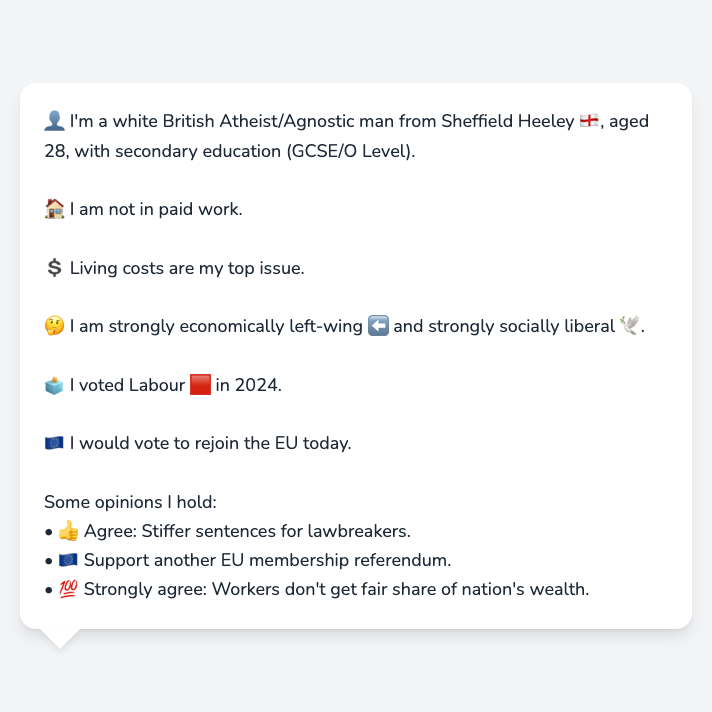 👤 I'm a white British Atheist/Agnostic man from Sheffield Heeley 🏴󠁧󠁢󠁥󠁮󠁧󠁿, aged
28, with secondary education (GCSE/O Level).
🏠 I am not in paid work.
💲 Living costs are my top issue.
🤔 I am strongly economically left-wing ⬅️ and strongly socially liberal 🕊️.
🗳️ I voted Labour 🟥 in 2024.
🇪🇺 I would vote to rejoin the EU today.
Some opinions I hold:
• 👍 Agree: Stiffer sentences for lawbreakers.
• 🇪🇺 Support another EU membership referendum.
• 💯 Strongly agree: Workers don't get fair share of nation's wealth.